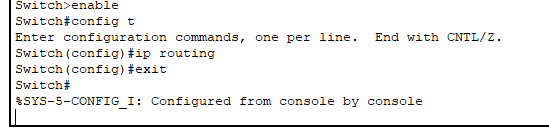 Switch>enable
Switch#config t
Enter configuration commands, one per line.  End with CNTL/Z.
Switch(config)#ip routing
Switch(config)#exit
Switch#
%SYS-5-CONFIG_I: Configured from console by console